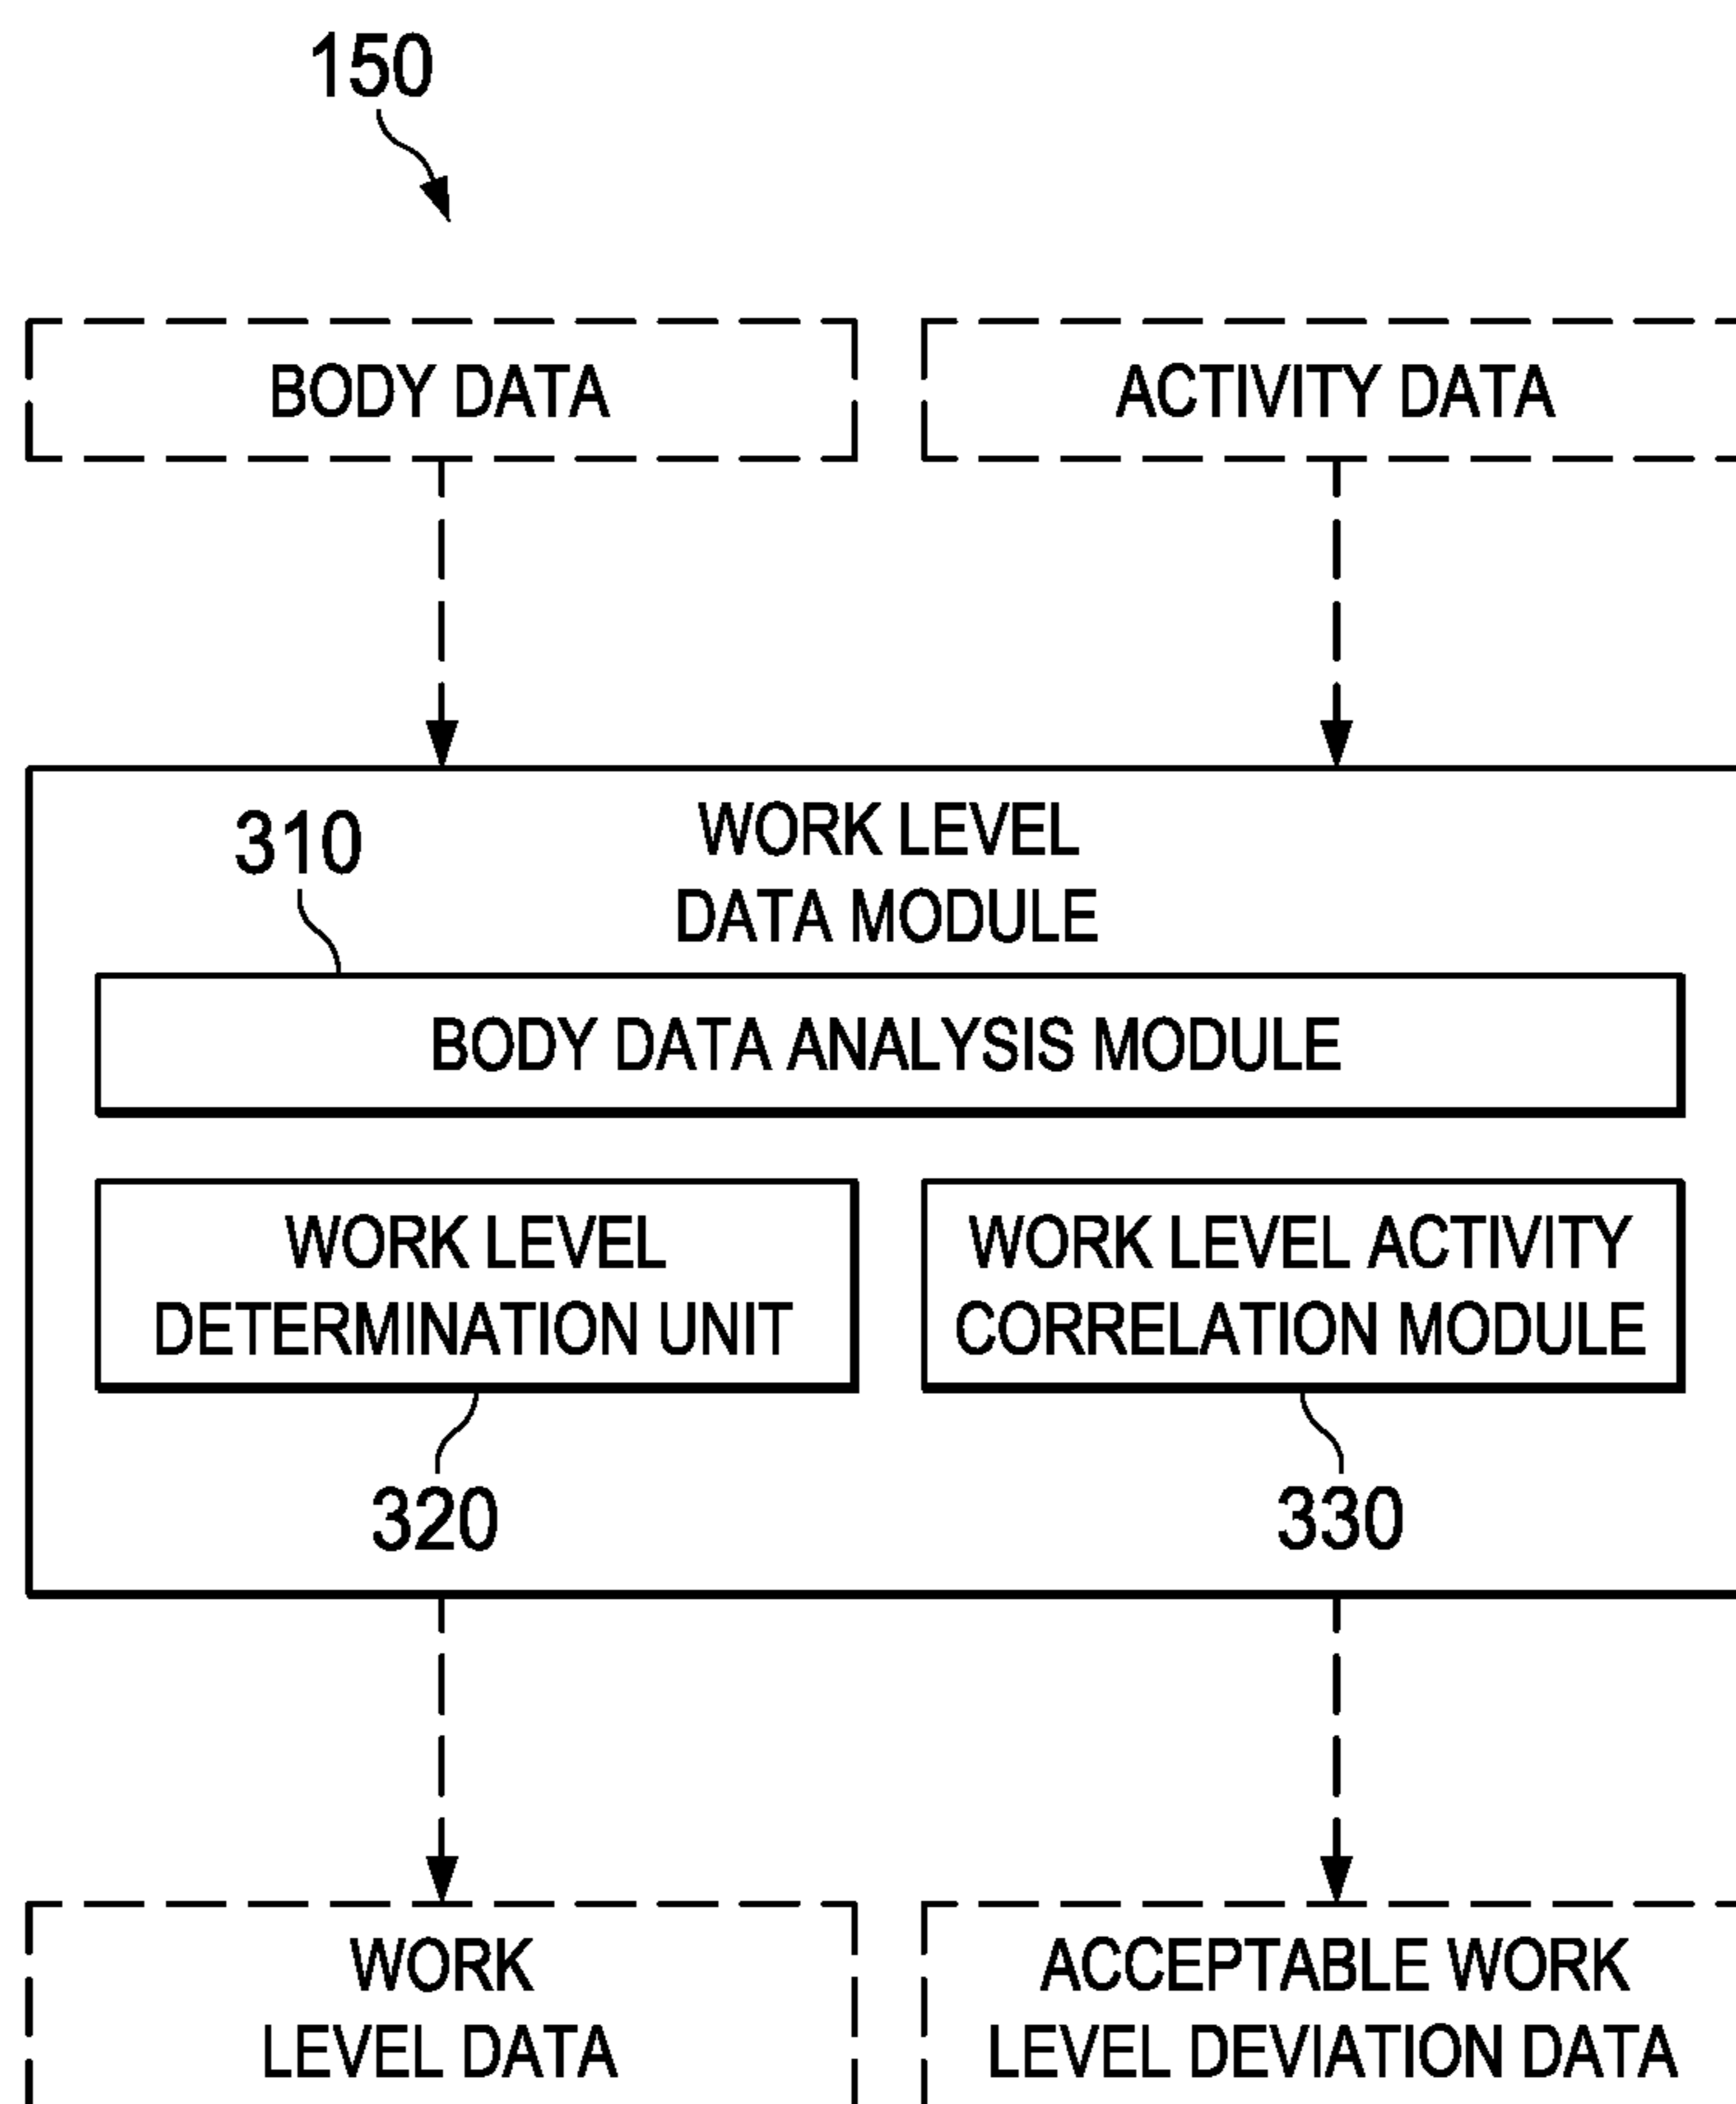 150
BODY DATA
ACTIVITY DATA
WORK LEVEL
DATA MODULE
310
BODY DATA ANALYSIS MODULE
WORK LEVEL
DETERMINATION UNIT
WORK LEVEL ACTIVITY
CORRELATION MODULE
320
330
WORK
LEVEL DATA
ACCEPTABLE WORK
LEVEL DEVIATION DATA